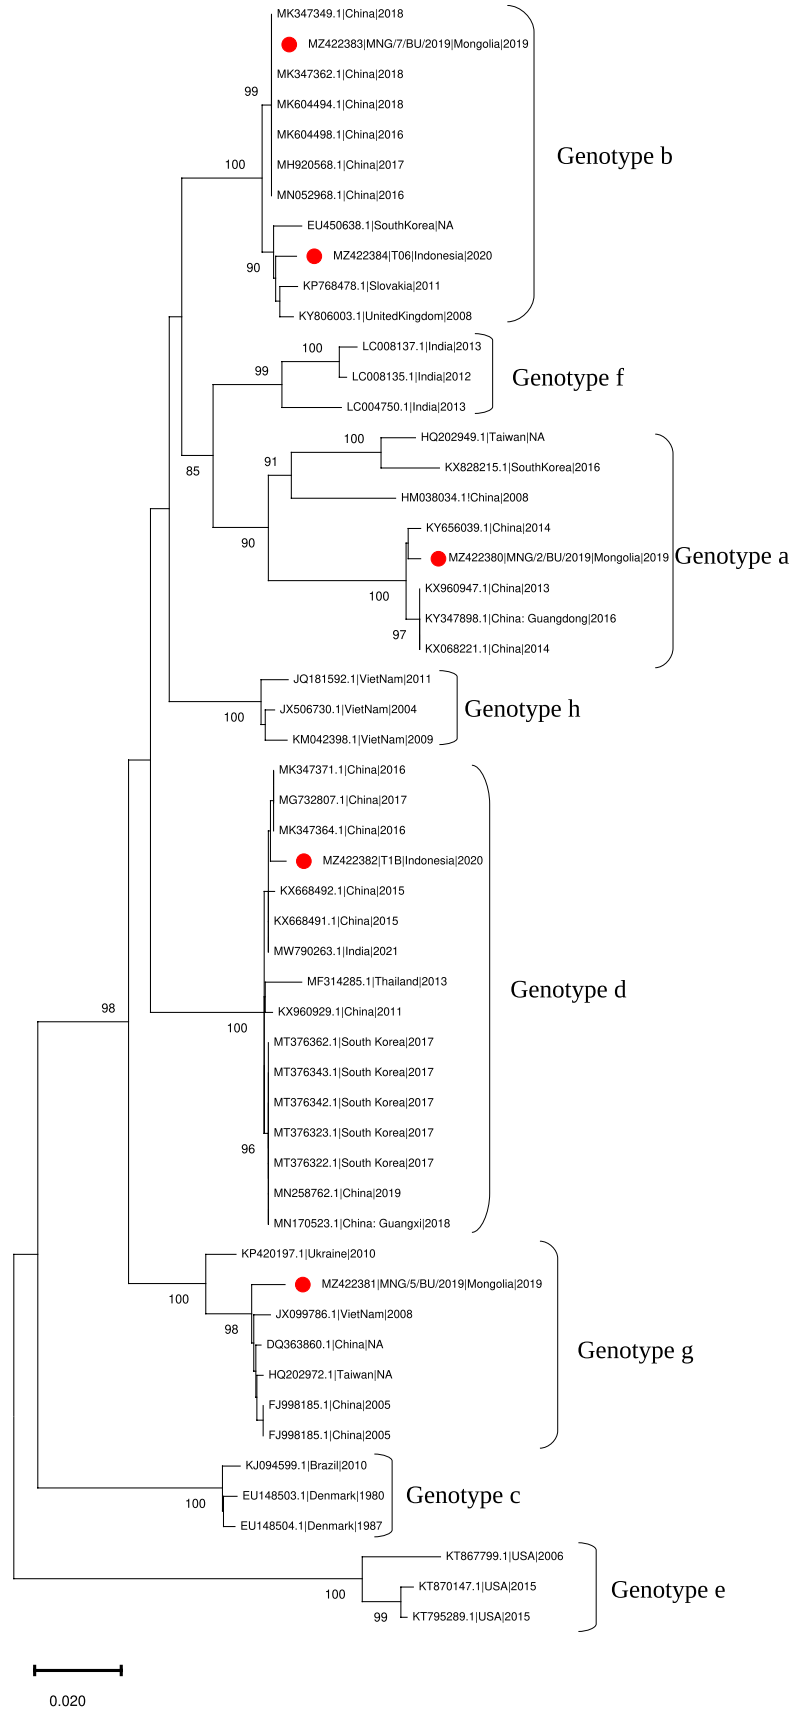 MK347349.1|China|2018
MZ422383|MNG/7/BU/2019|Mongolia|2019
MK347362.1|China|2018
99
MK604494.1|China|2018
MK604498.1|China|2016
Genotype b
100
MH920568.1|China|2017
MN052968.1|China|2016
EU450638.1|SouthKorea|NA
MZ422384|T06|Indonesia|2020
90
KP768478.1|Slovakia|2011
KY806003.1|UnitedKingdom|2008
LC008137.1|India|2013
100
99
LC008135.1|India|2012
Genotype f
LC004750.1|India|2013
HQ202949.1|Taiwan|NA
100
91
KX828215.1|SouthKorea|2016
85
HM038034.1!China|2008
KY656039.1|China|2014
90
MZ422380|MNG/2/BU/2019|Mongolia|2019
Genotype a
KX960947.1|China|2013
100
KY347898.1|China: Guangdong|2016
97
KX068221.1|China|2014
JQ181592.1|VietNam|2011
JX506730.1|VietNam|2004
Genotype h
100
KM042398.1|VietNam|2009
MK347371.1|China|2016
MG732807.1|China|2017
MK347364.1|China|2016
MZ422382|T1B|Indonesia|2020
KX668492.1|China|2015
KX668491.1|China|2015
MW790263.1|India|2021
MF314285.1|Thailand|2013
Genotype d
98
KX960929.1|China|2011
100
MT376362.1|South Korea|2017
MT376343.1|South Korea|2017
MT376342.1|South Korea|2017
MT376323.1|South Korea|2017
96
MT376322.1|South Korea|2017
MN258762.1|China|2019
MN170523.1|China: Guangxi|2018
KP420197.1|Ukraine|2010
MZ422381|MNG/5/BU/2019|Mongolia|2019
100
JX099786.1|VietNam|2008
98
DQ363860.1|China|NA
Genotype g
HQ202972.1|Taiwan|NA
FJ998185.1|China|2005
FJ998185.1|China|2005
KJ094599.1|Brazil|2010
EU148503.1|Denmark|1980
Genotype c
100
EU148504.1|Denmark|1987
KT867799.1|USA|2006
KT870147.1|USA|2015
Genotype e
100
99
KT795289.1|USA|2015
0.020